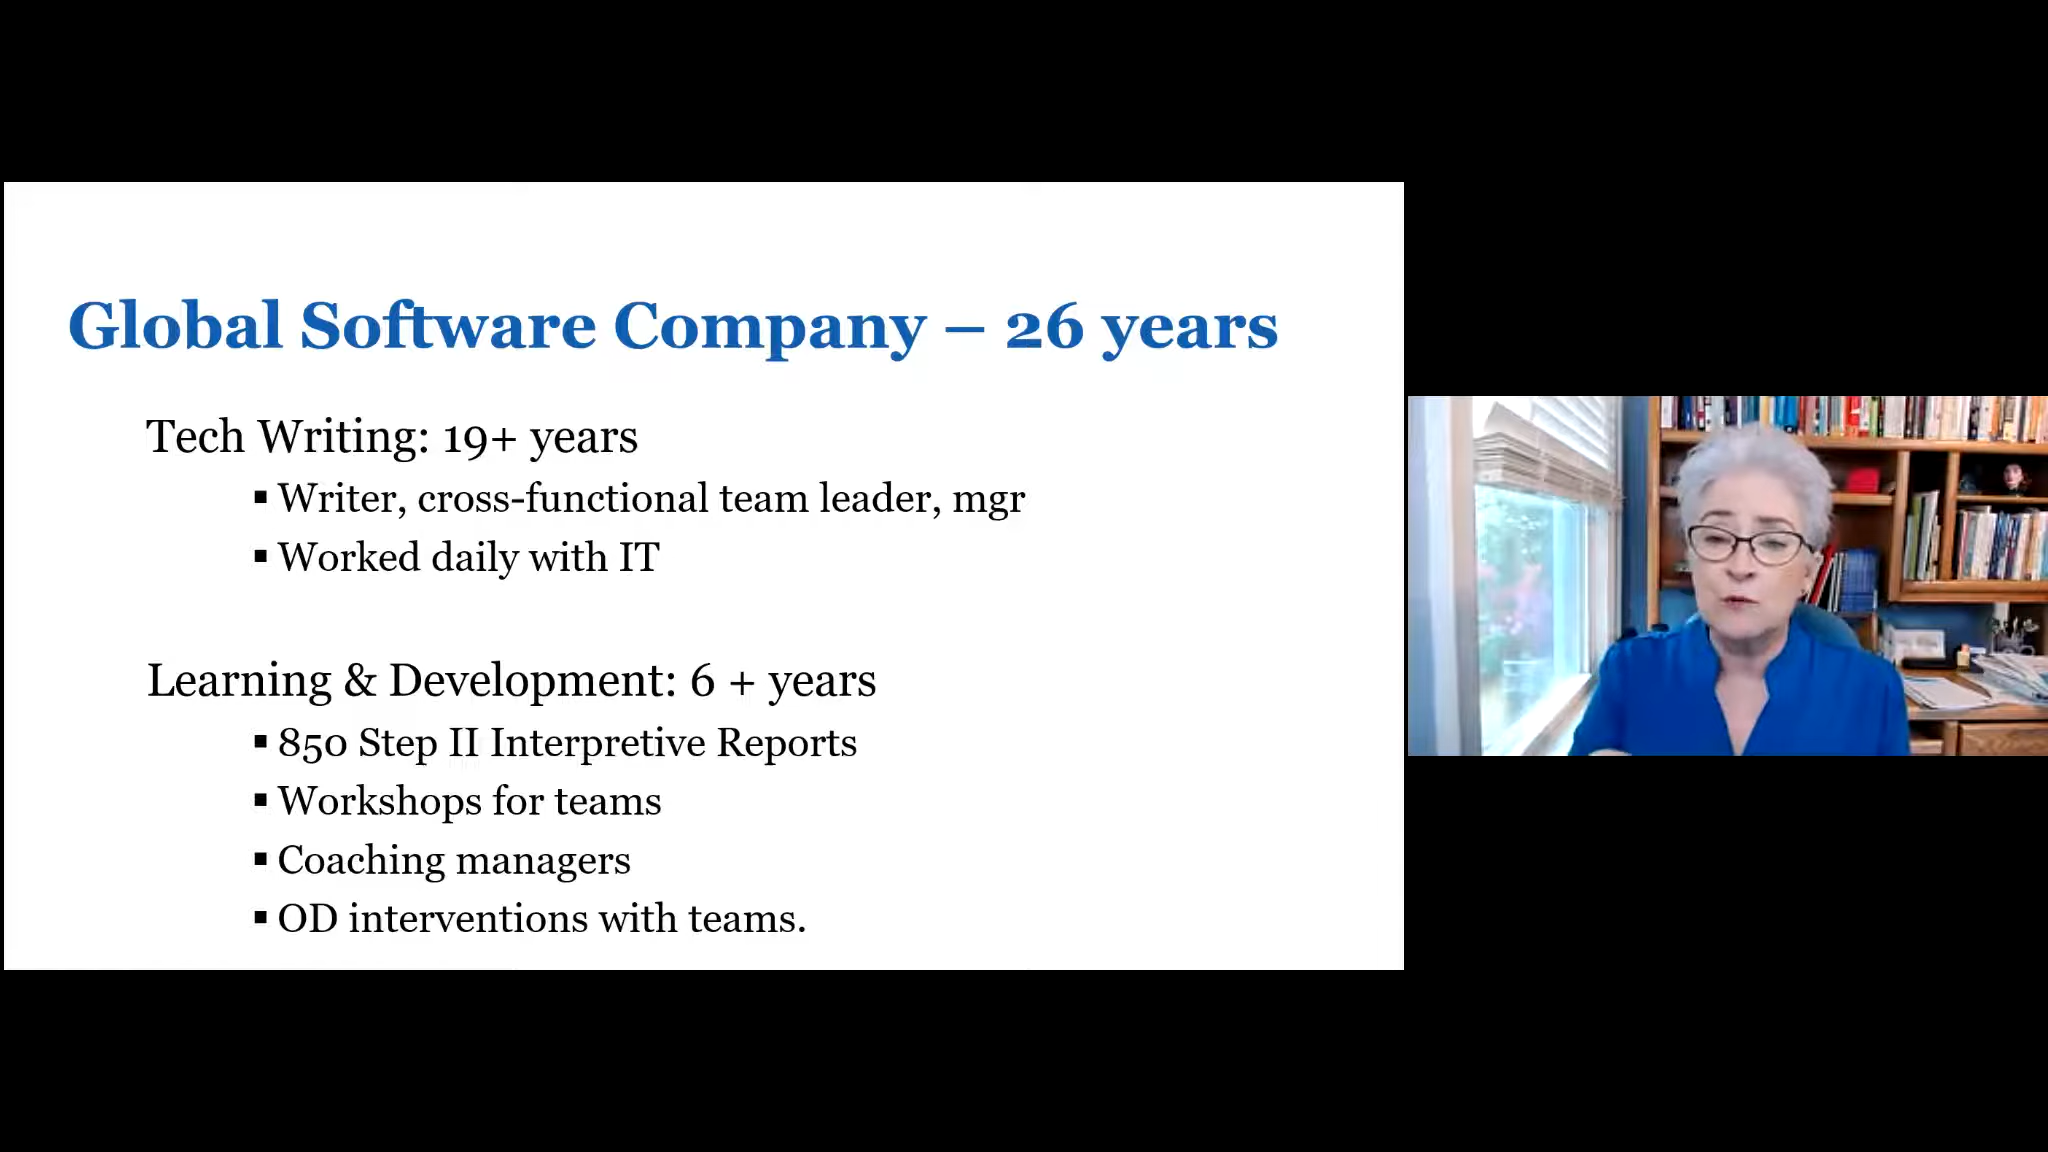 Global Software Company – 26 years
Tech Writing: 19+ years
▪ Writer, cross-functional team leader, mgr
▪ Worked daily with IT
Learning & Development: 6 + years
▪ 850 Step II Interpretive Reports
▪ Workshops for teams
▪ Coaching managers
▪ OD interventions with teams.